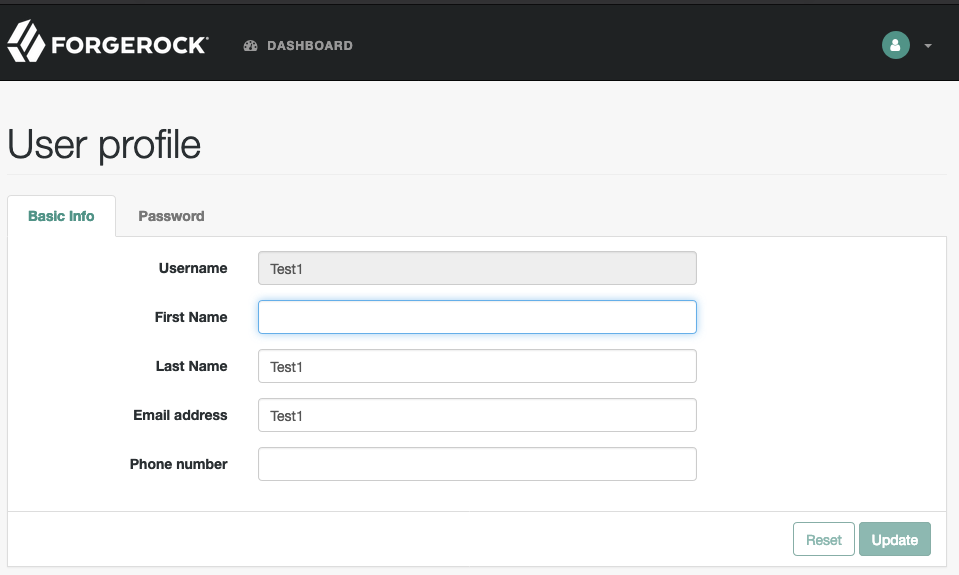 FORGEROCK
DASHBOARD
User profile
Basic Info
Password
Username
Test1
First Name
Last Name
Test1
Email address
Test1
Phone number
Reset
Update